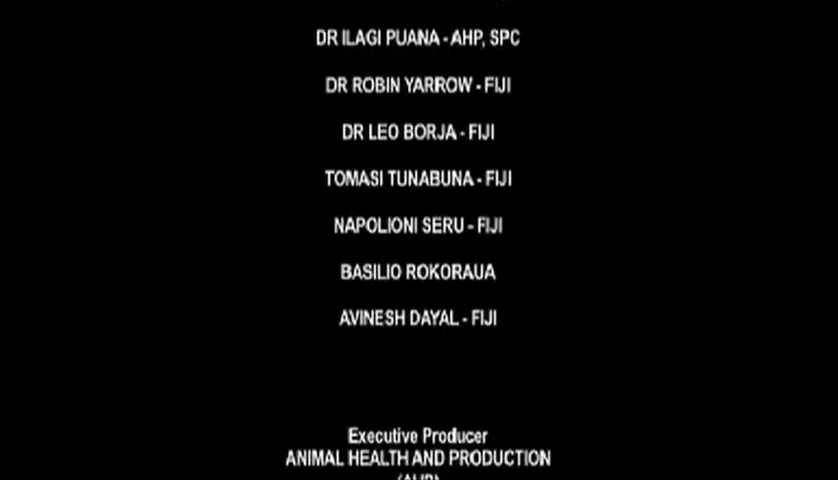 DR ILAGI PUANA - AHP, SPC
DR ROBIN YARROW - FIJI
DR LEO BORJA - FIJI
TOMASI TUNABUNA - FIJI
NAPOLIONI SERU - FIJI
BASILIO ROKORAUA
AVINESH DAYAL - FIJI
Executive Producer
ANIMAL HEALTH AND PRODUCTION